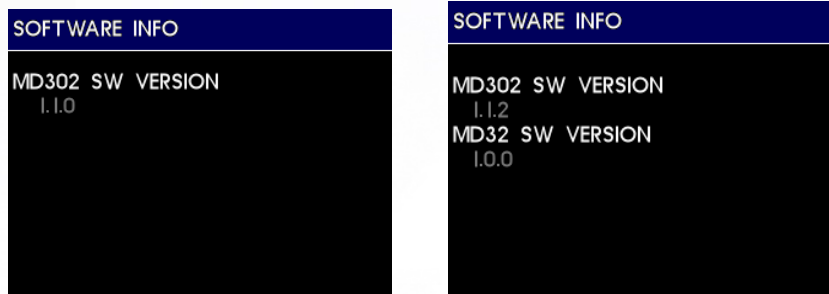 SOFTWARE INFO
MD302 SW VERSION
1.1.0
SOFTWARE INFO
MD302 SW VERSION
1.1.2
MD32 SW VERSION
1.0.0